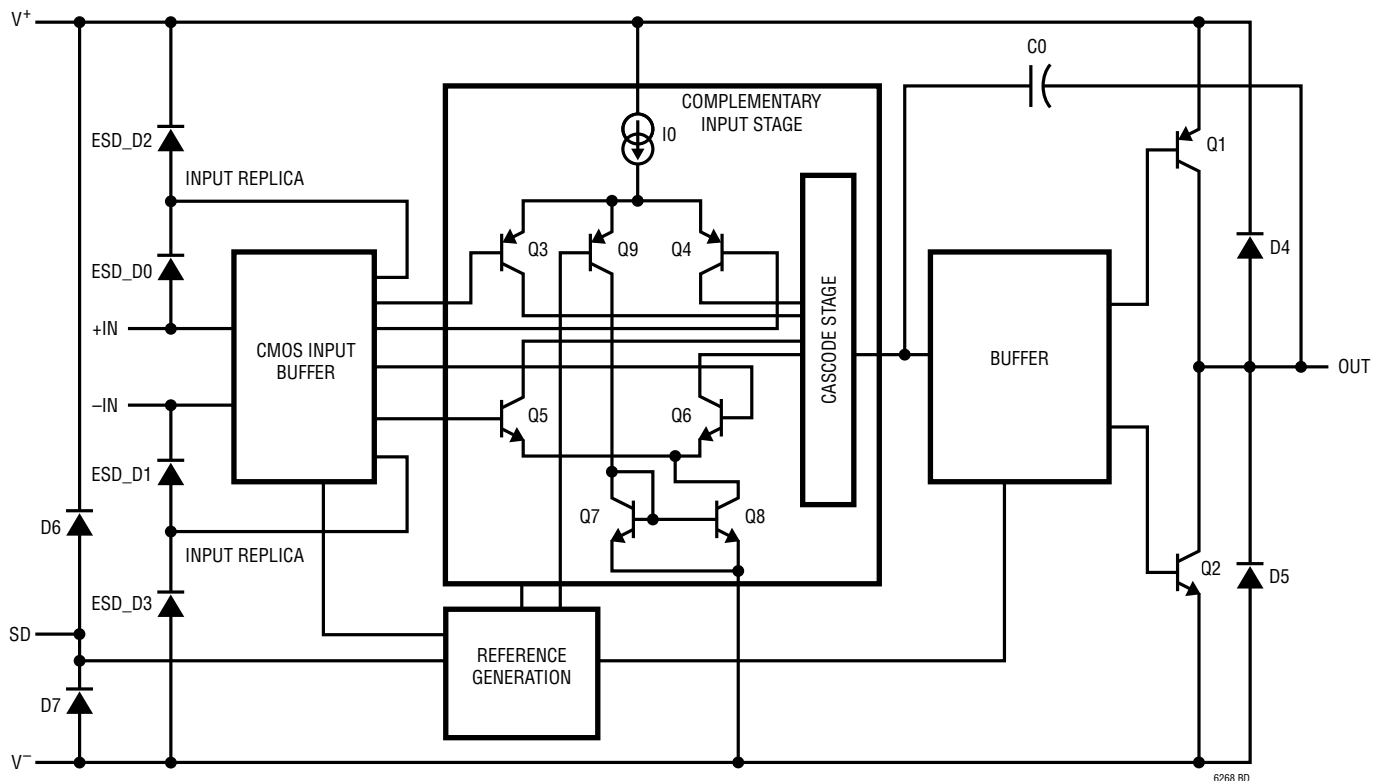 V+
C0
COMPLEMENTARY
INPUT STAGE
I0
ESD_D2
Q1
INPUT REPLICA
Q3
Q9
Q4
D4
ESD_D0
+IN
CMOS INPUT
BUFFER
CASCODE STAGE
BUFFER
OUT
–IN
Q5
Q6
ESD_D1
D6
Q7
Q8
INPUT REPLICA
Q2
D5
ESD_D3
SD
REFERENCE
GENERATION
D7
V–
6268 BD